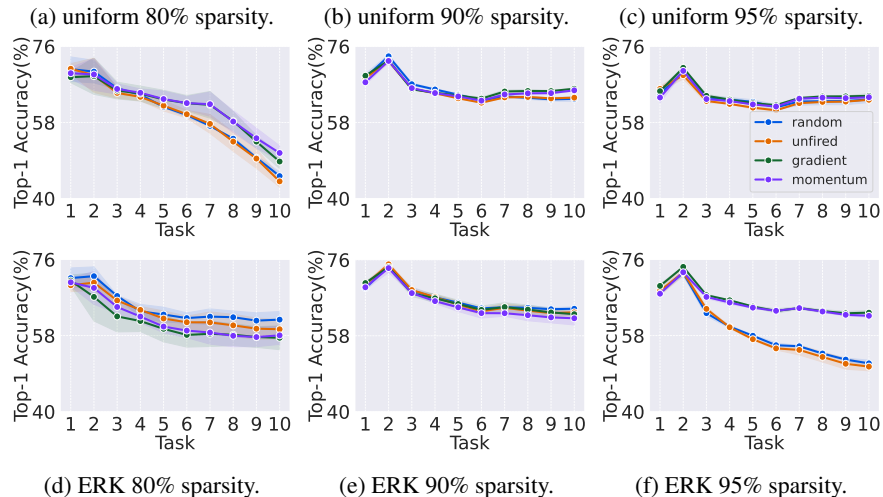 (a) uniform 80% sparsity. (b) uniform 90% sparsity. (c) uniform 95% sparsity.
Top-1 Accuracy(%)
76
58
40
1 2 3 4 5 6 7 8 9 10
Task
Top-1 Accuracy(%)
76
58
40
1 2 3 4 5 6 7 8 9 10
Task
Top-1 Accuracy(%)
76
58
40
random
unfired
gradient
momentum
1 2 3 4 5 6 7 8 9 10
Task
Top-1 Accuracy(%)
76
58
40
1 2 3 4 5 6 7 8 9 10
Task
Top-1 Accuracy(%)
76
58
40
1 2 3 4 5 6 7 8 9 10
Task
Top-1 Accuracy(%)
76
58
40
1 2 3 4 5 6 7 8 9 10
Task
(d) ERK 80% sparsity. (e) ERK 90% sparsity. (f) ERK 95% sparsity.